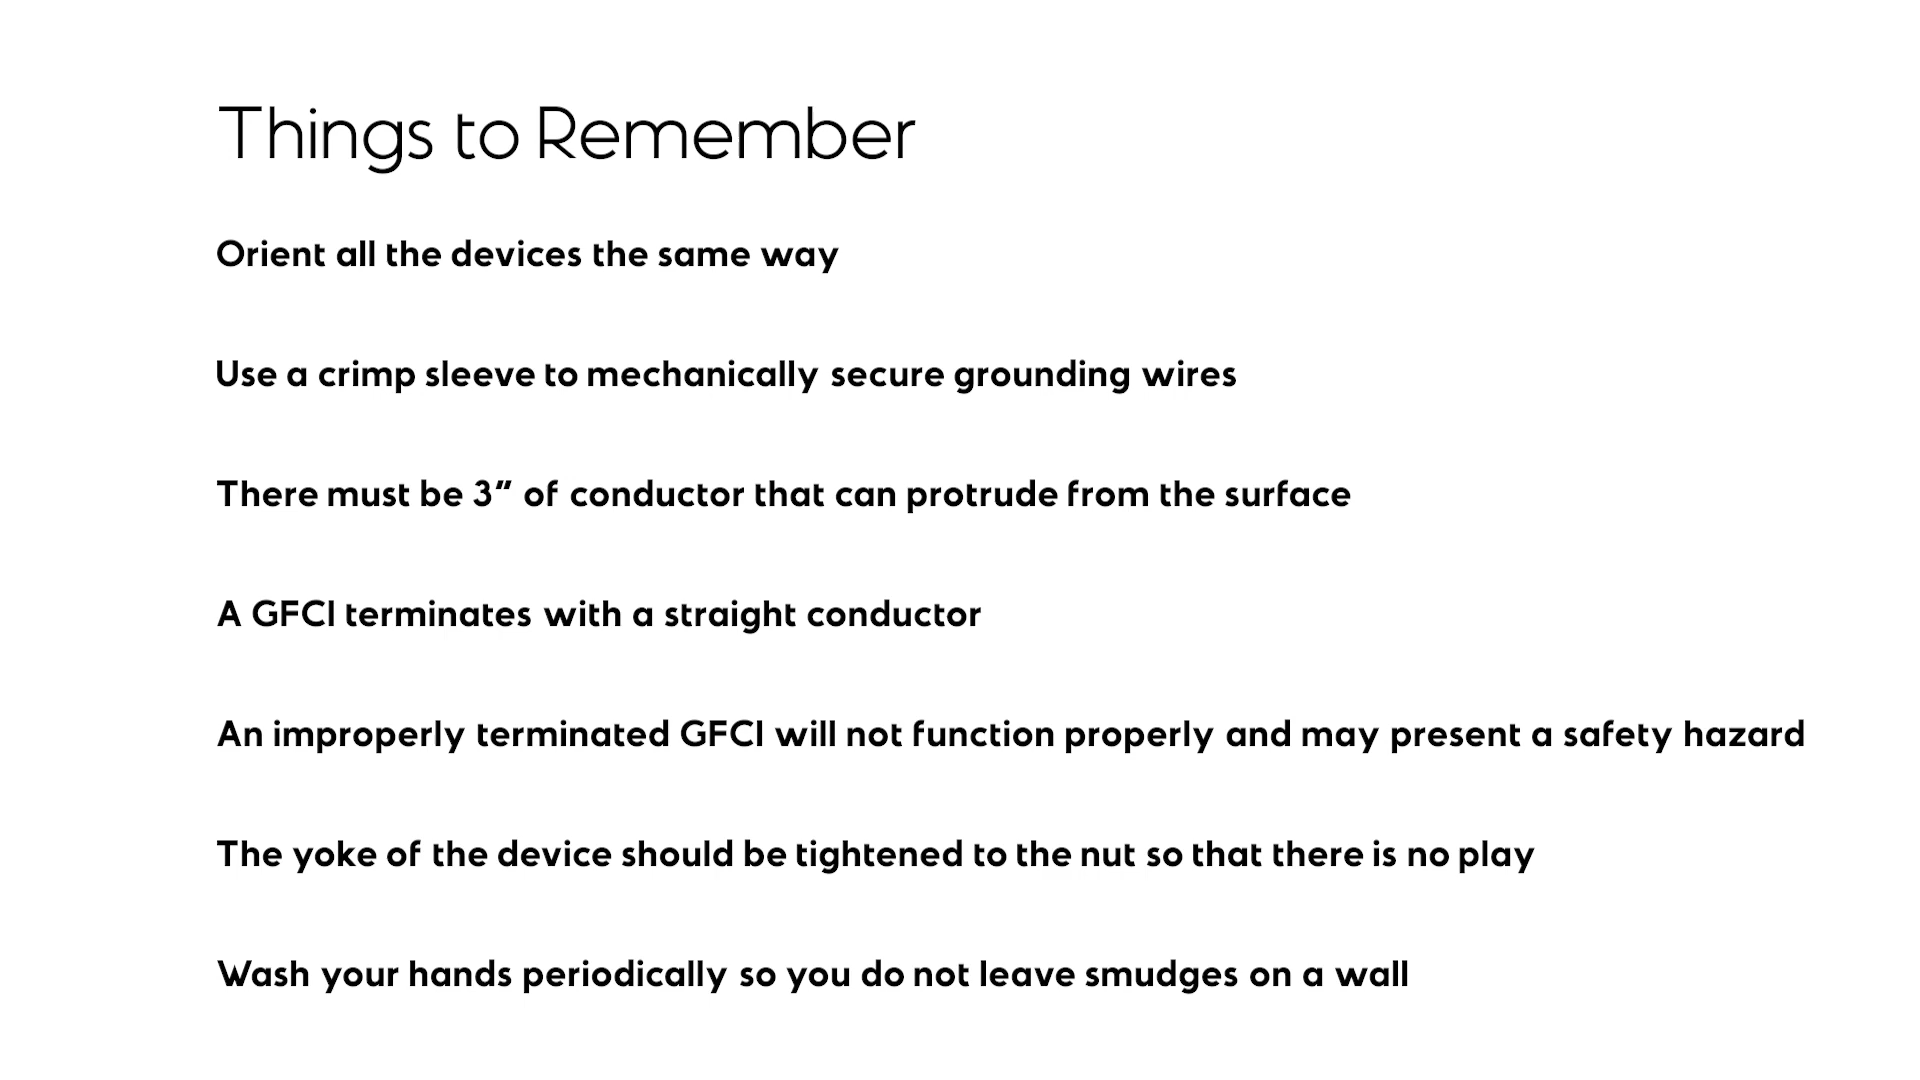 Things to Remember
Orient all the devices the same way
Use a crimp sleeve to mechanically secure grounding wires
There must be 3” of conductor that can protrude from the surface
A GFCI terminates with a straight conductor
An improperly terminated GFCI will not function properly and may present a safety hazard
The yoke of the device should be tightened to the nut so that there is no play
Wash your hands periodically so you do not leave smudges on a wall